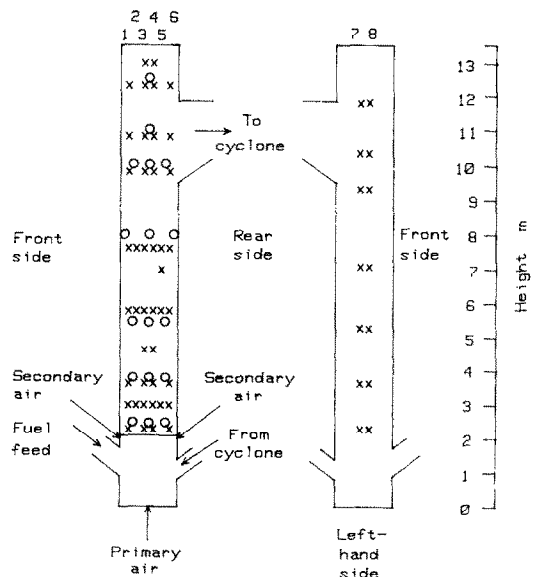 2 4 6
1 3 5
7 8
13
12
11
10
9
8
7
6
5
4
3
2
1
0
Height m
To
cyclone
Front
side
Rear
side
Front
side
Secondary
air
Secondary
air
Fuel
feed
From
cyclone
Primary
air
Left-
hand
side